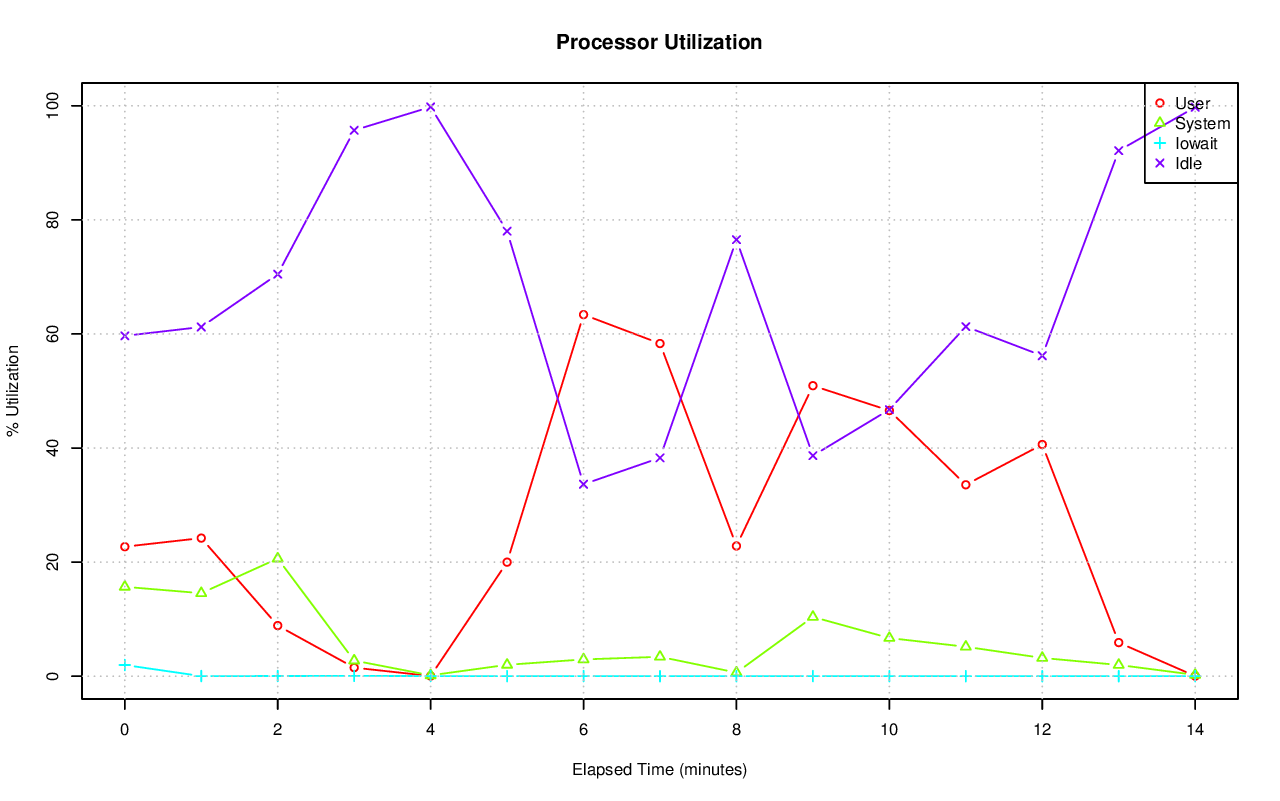 Processor Utilization
100
80
60
40
20
0
% Utilization
User
System
Iowait
Idle
0 2 4 6 8 10 12 14
Elapsed Time (minutes)